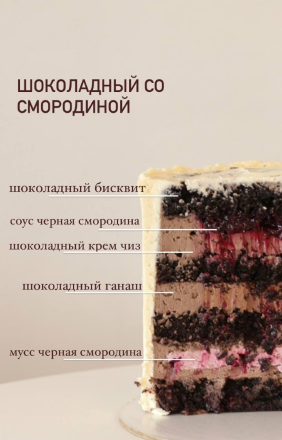 ШОКОЛАДНЫЙ СО
СМОРОДИНОЙ
шоколадный бисквит
соус черная смородина
шоколадный крем чиз
шоколадный ганаш
мусс черная смородина